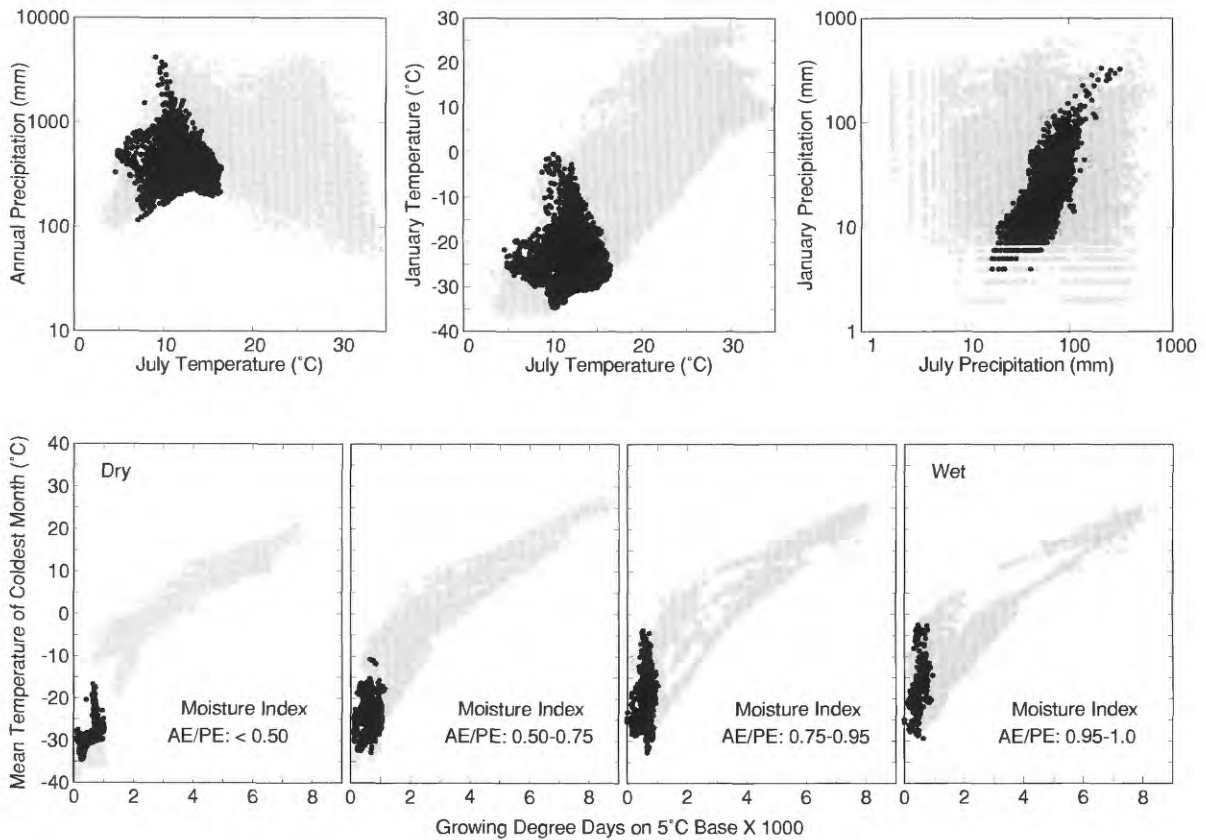 10000
1000
100
10
Annual Precipitation (mm)
0 10 20 30
July Temperature (°C)
30
20
10
0
-10
-20
-30
-40
January Temperature (°C)
0 10 20 30
July Temperature (°C)
1000
100
10
1
January Precipitation (mm)
1 10 100 1000
July Precipitation (mm)
40
30
20
10
0
-10
-20
-30
-40
Mean Temperature of Coldest Month (°C)
Dry
Moisture Index
AE/PE: < 0.50
0 2 4 6 8
Moisture Index
AE/PE: 0.50-0.75
0 2 4 6 8
Moisture Index
AE/PE: 0.75-0.95
0 2 4 6 8
Wet
Moisture Index
AE/PE: 0.95-1.0
0 2 4 6 8
Growing Degree Days on 5°C Base X 1000